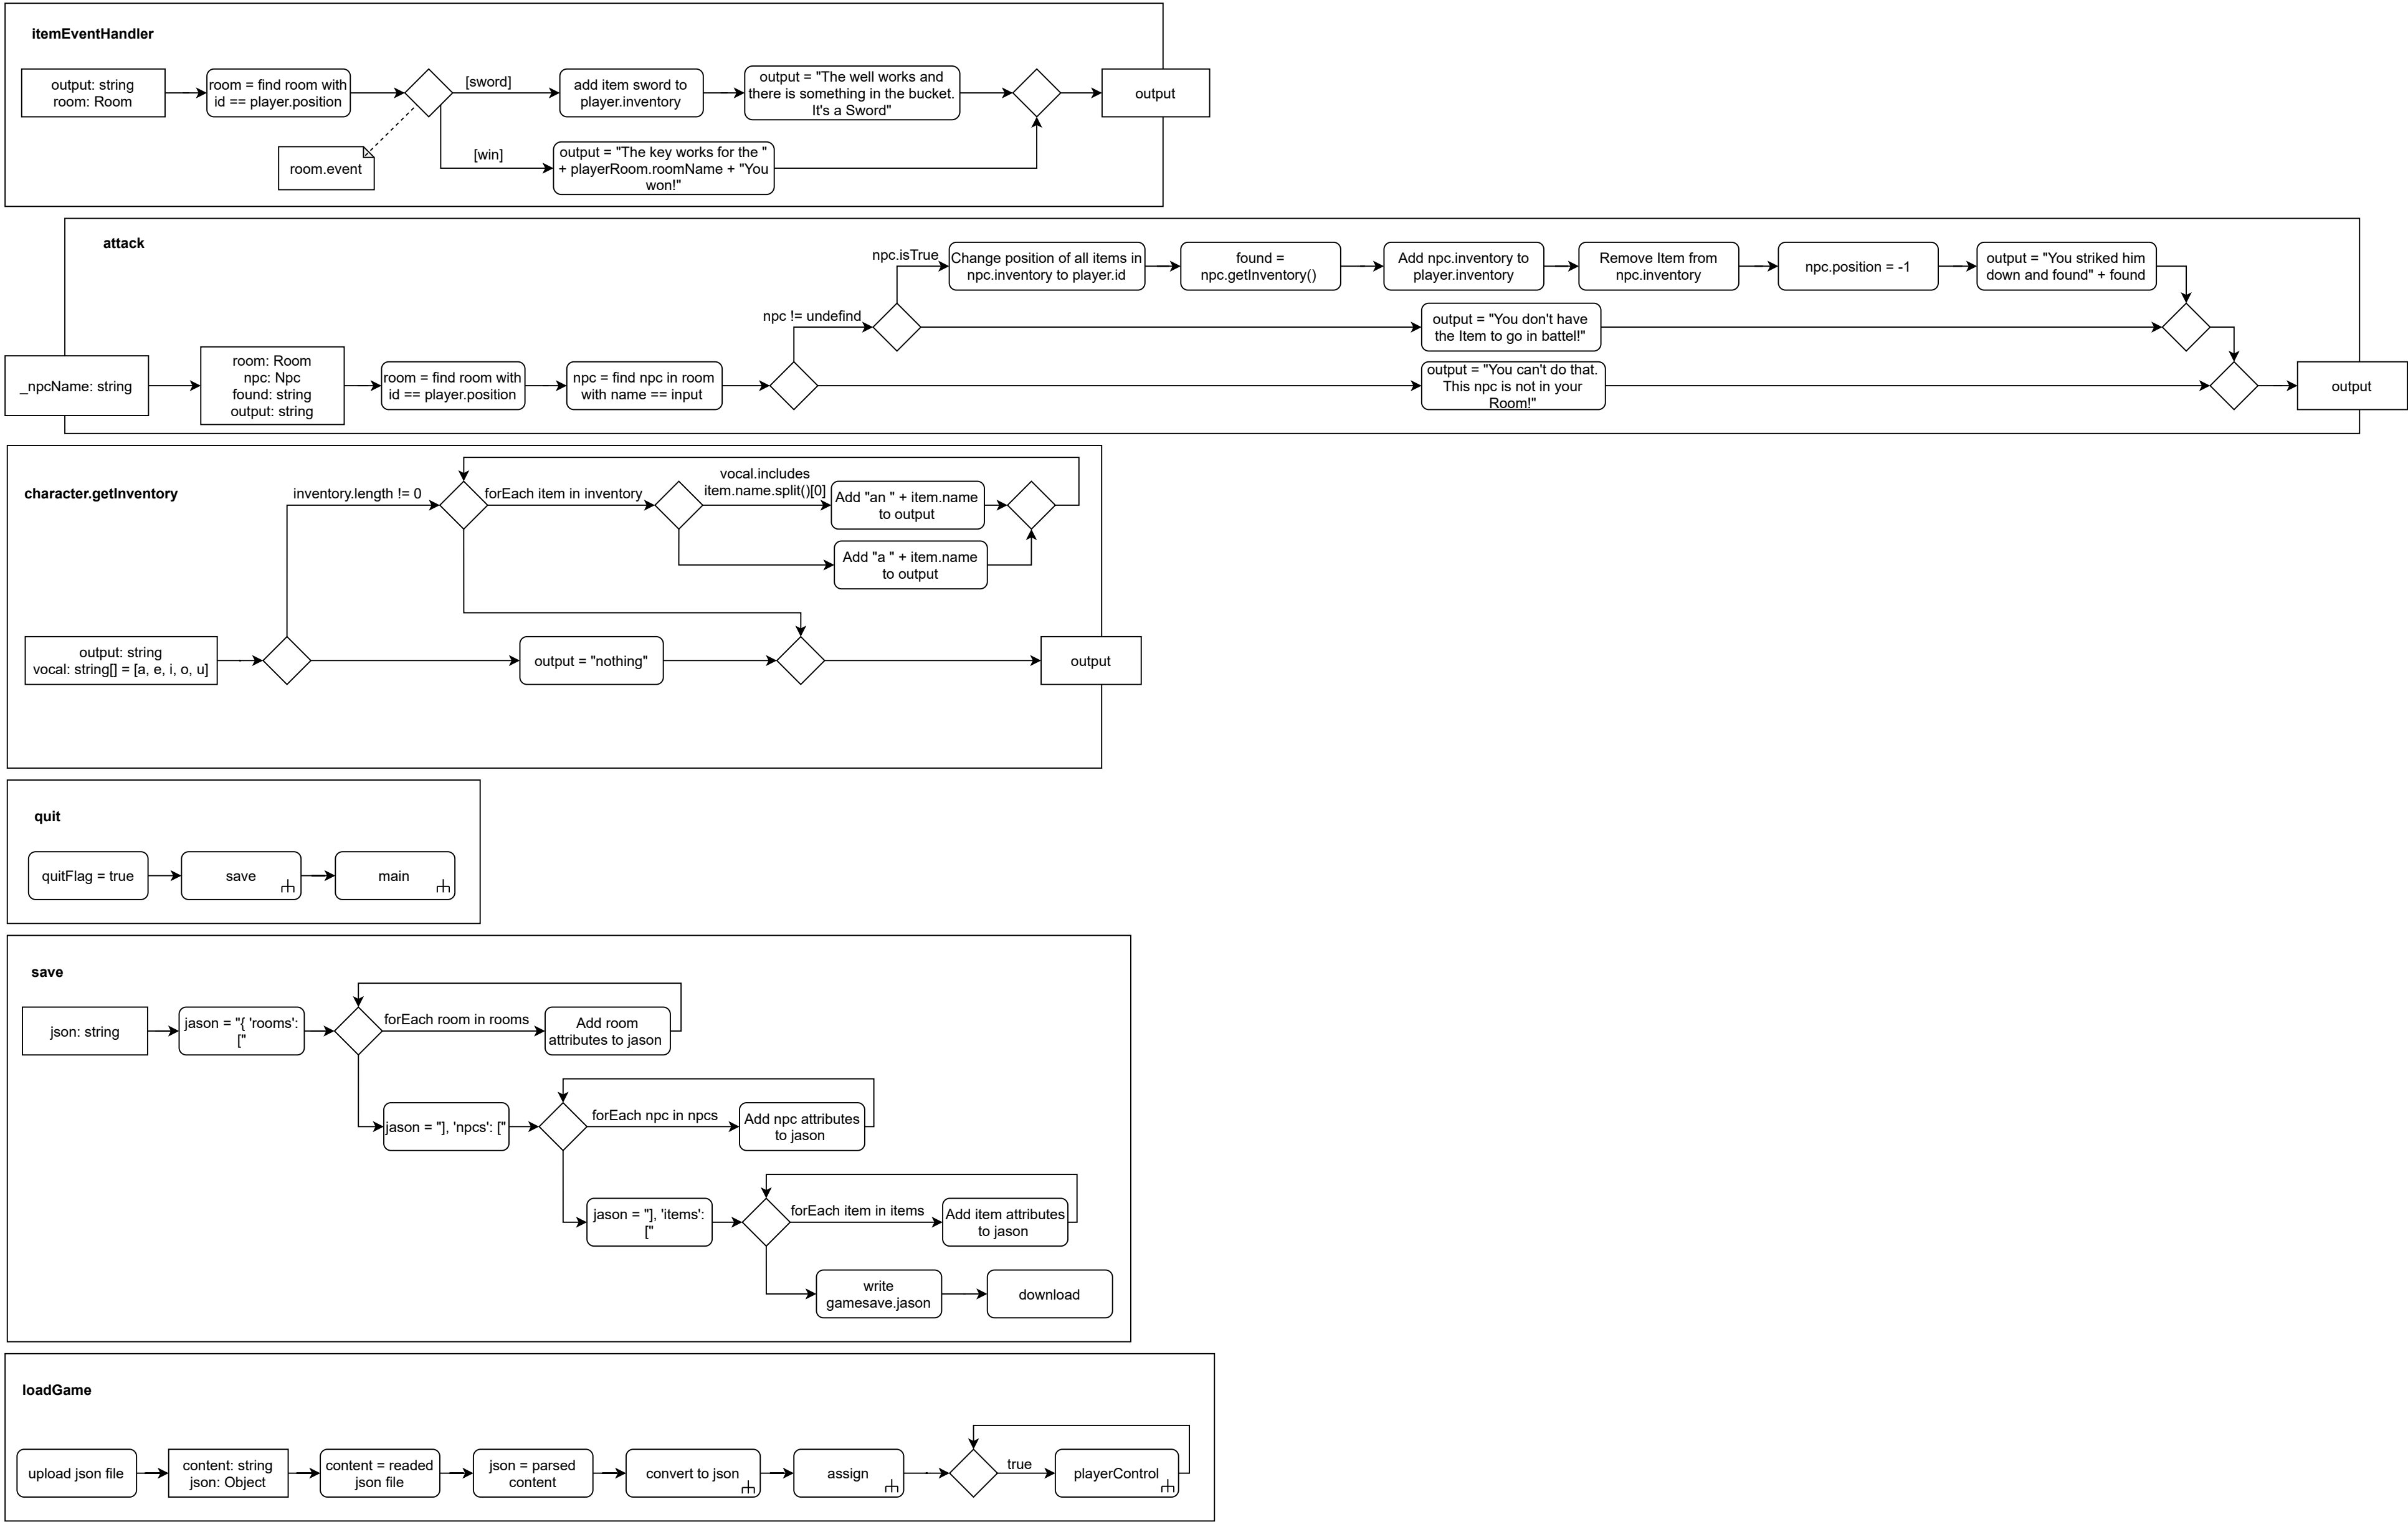 itemEventHandler
output: string
room: Room
room = find room with
id == player.position
[sword]
add item sword to
player.inventory
output = "The well works and
there is something in the bucket.
It's a Sword"
output
room.event
[win]
output = "The key works for the "
+ playerRoom.roomName + "You
won!"
attack
_npcName: string
room: Room
npc: Npc
found: string
output: string
room = find room with
id == player.position
npc = find npc in room
with name == input
npc != undefind
npc.isTrue
Change position of all items in
npc.inventory to player.id
found =
npc.getInventory()
Add npc.inventory to
player.inventory
Remove Item from
npc.inventory
npc.position = -1
output = "You striked him
down and found" + found
output = "You don't have
the Item to go in battel!"
output = "You can't do that.
This npc is not in your
Room!"
output
character.getInventory
inventory.length != 0
forEach item in inventory
vocal.includes
item.name.split()[0]
Add "an " + item.name
to output
Add "a " + item.name
to output
output: string
vocal: string[] = [a, e, i, o, u]
output = "nothing"
output
quit
quitFlag = true
save
main
save
json: string
jason = "{ 'rooms':
["
forEach room in rooms
Add room
attributes to jason
jason = "], 'npcs': ["
forEach npc in npcs
Add npc attributes
to jason
jason = "], 'items':
["
forEach item in items
Add item attributes
to jason
write
gamesave.jason
download
loadGame
upload json file
content: string
json: Object
content = readed
json file
json = parsed
content
convert to json
assign
true
playerControl